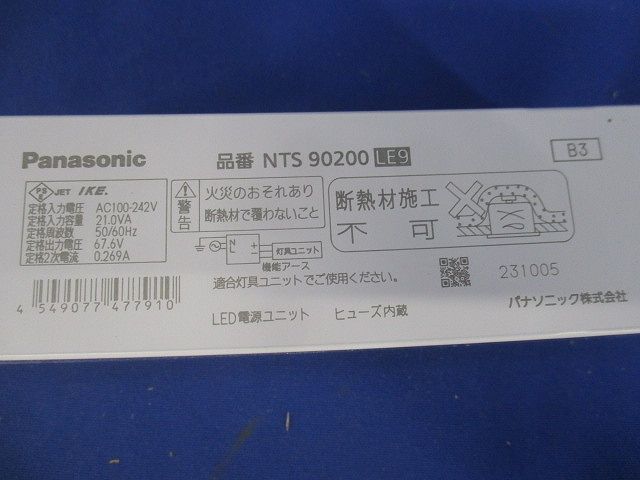 Panasonic
品番 NTS 90200 LE9
B3
PS E JET IKE.
定格入力電圧 AC100-242V
定格入力容量 21.0VA
定格周波数 50/60Hz
定格出力電圧 67.6V
定格2次電流 0.269A
警告
火災のおそれあり
断熱材で覆わないこと
断熱材施工
不可
N
灯具ユニット
機能アース
適合灯具ユニットでご使用ください。
231005
4 549077 477910
LED電源ユニット ヒューズ内蔵
パナソニック株式会社